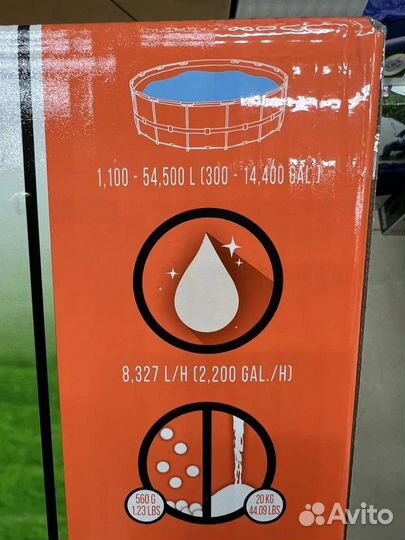 1,100 - 54,500 L (300 - 14,400 GAL.)
8,327 L/H (2,200 GAL./H)
560 G
1.23 LBS
20 KG
44.09 LBS
Avito